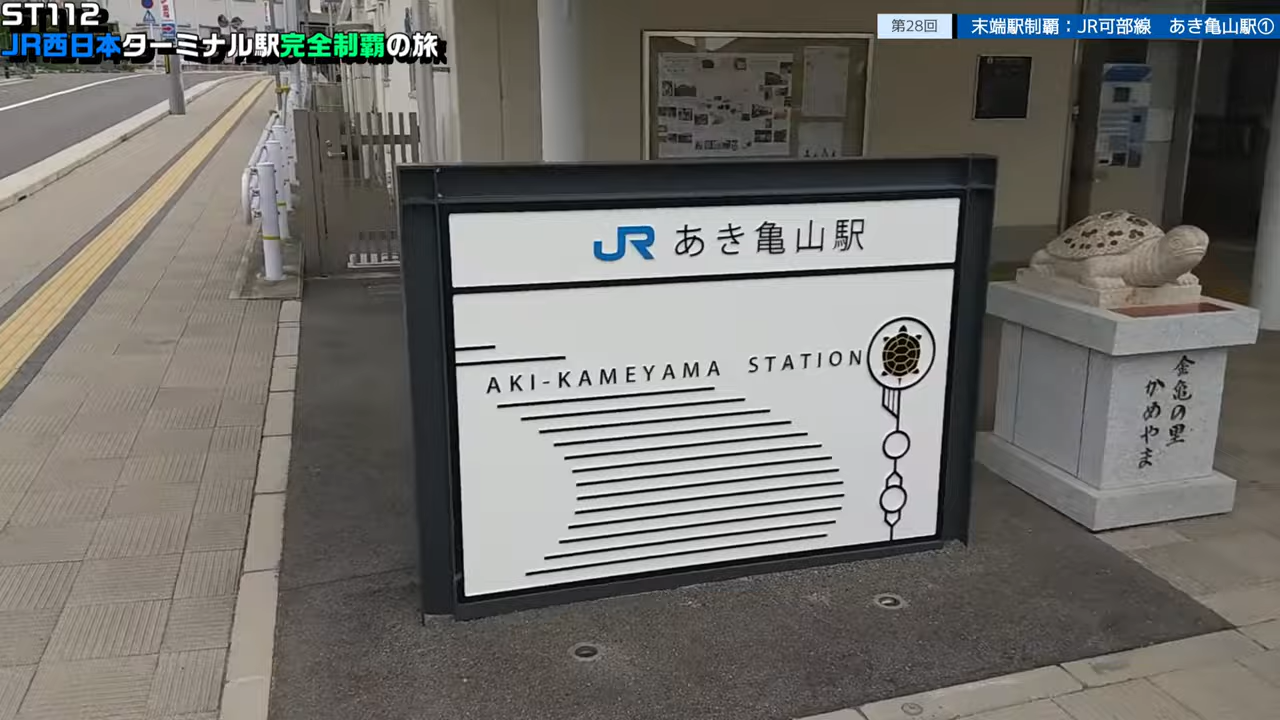 ST112
JR西日本ターミナル駅完全制覇の旅
第28回
末端駅制覇：JR可部線 あき亀山駅①
JR あき亀山駅
AKI-KAMEYAMA STATION
金亀の里
かめやま